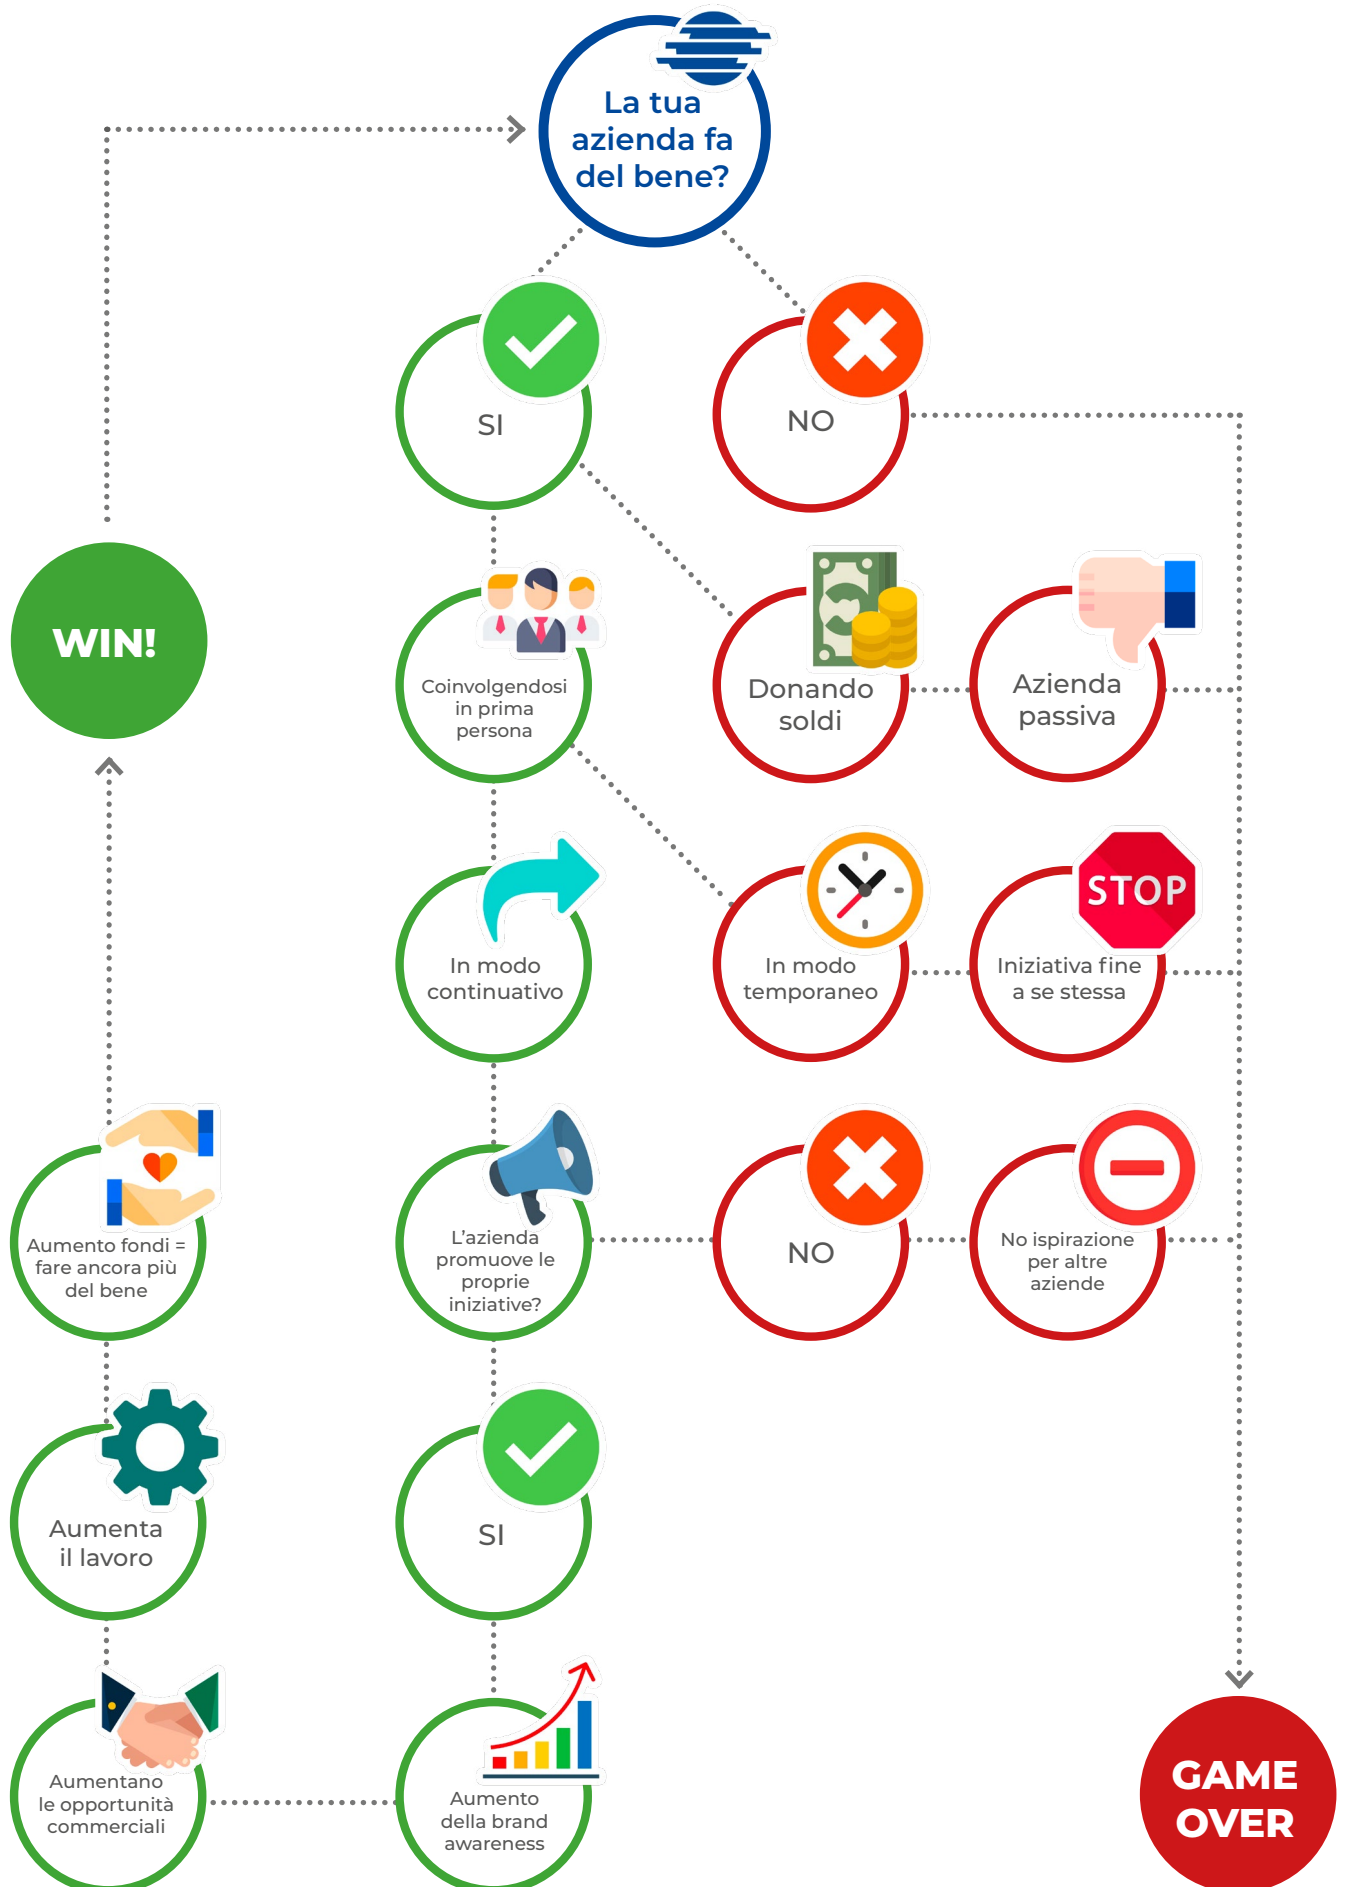 La tua
azienda fa
del bene?
SI
NO
WIN!
Coinvolgendosi
in prima
persona
Donando
soldi
Azienda
passiva
In modo
continuativo
In modo
temporaneo
STOP
Iniziativa fine
a se stessa
Aumento fondi =
fare ancora più
del bene
L'azienda
promuove le
proprie
iniziative?
NO
No ispirazione
per altre
aziende
Aumenta
il lavoro
SI
Aumentano
le opportunità
commerciali
Aumento
della brand
awareness
GAME
OVER